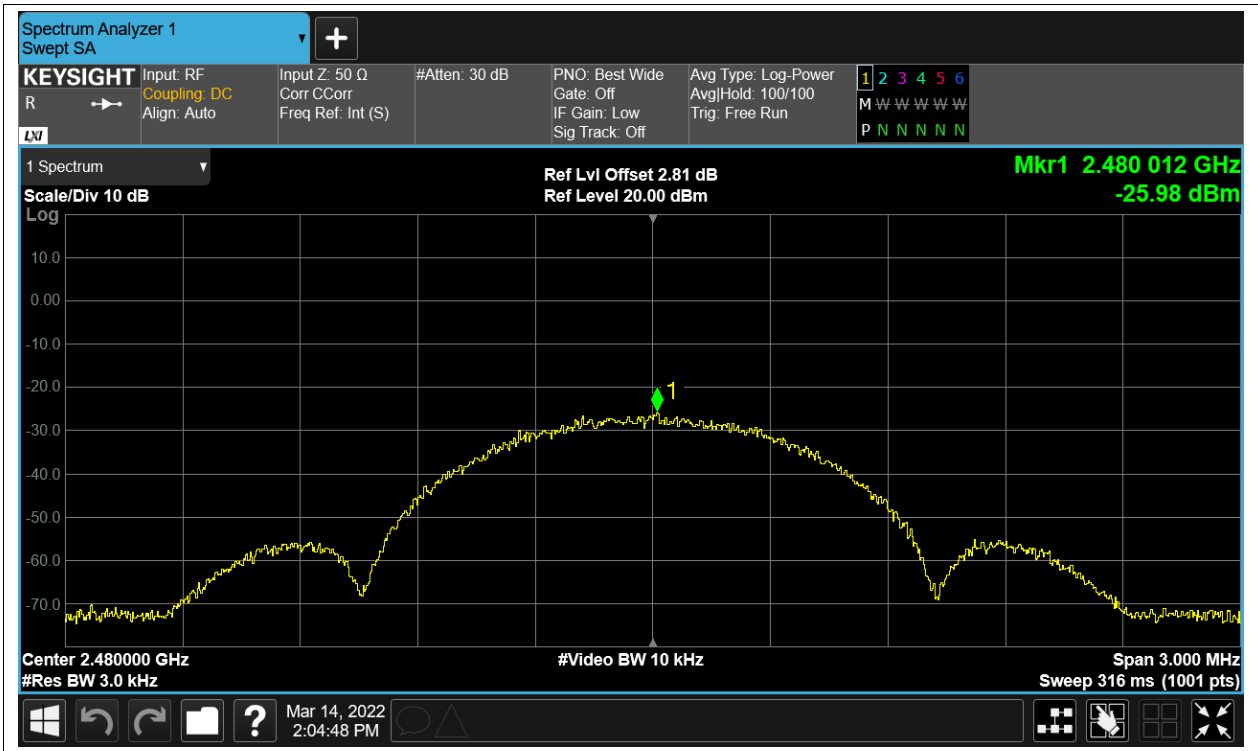 Spectrum Analyzer 1
Swept SA
KEYSIGHT
R
LXI
Input: RF
Coupling: DC
Align: Auto
Input Z: 50 Ω
Corr CCorr
Freq Ref: Int (S)
#Atten: 30 dB
PNO: Best Wide
Gate: Off
IF Gain: Low
Sig Track: Off
Avg Type: Log-Power
Avg|Hold: 100/100
Trig: Free Run
1 2 3 4 5 6
M W W W W W
P N N N N N
1 Spectrum
Scale/Div 10 dB
Log
Ref Lvl Offset 2.81 dB
Ref Level 20.00 dBm
Mkr1 2.480 012 GHz
-25.98 dBm
10.0
0.00
-10.0
-20.0
-30.0
-40.0
-50.0
-60.0
-70.0
1
Center 2.480000 GHz
#Res BW 3.0 kHz
#Video BW 10 kHz
Span 3.000 MHz
Sweep 316 ms (1001 pts)
?
Mar 14, 2022
2:04:48 PM